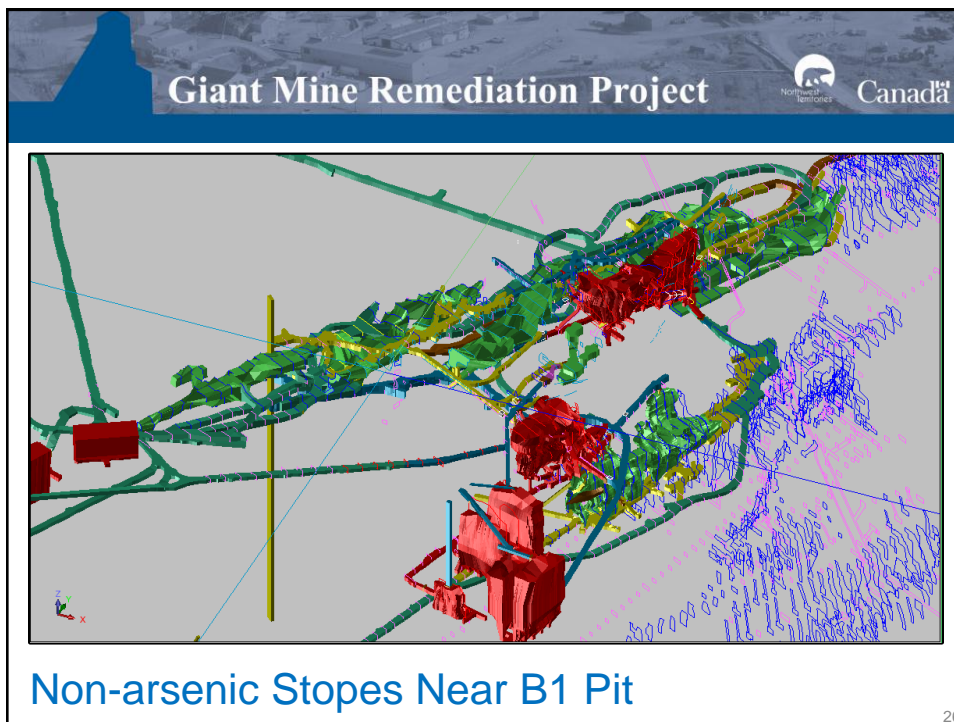 Giant Mine Remediation Project
Northwest
Territories
Canada
Z
Y
X
Non-arsenic Stopes Near B1 Pit